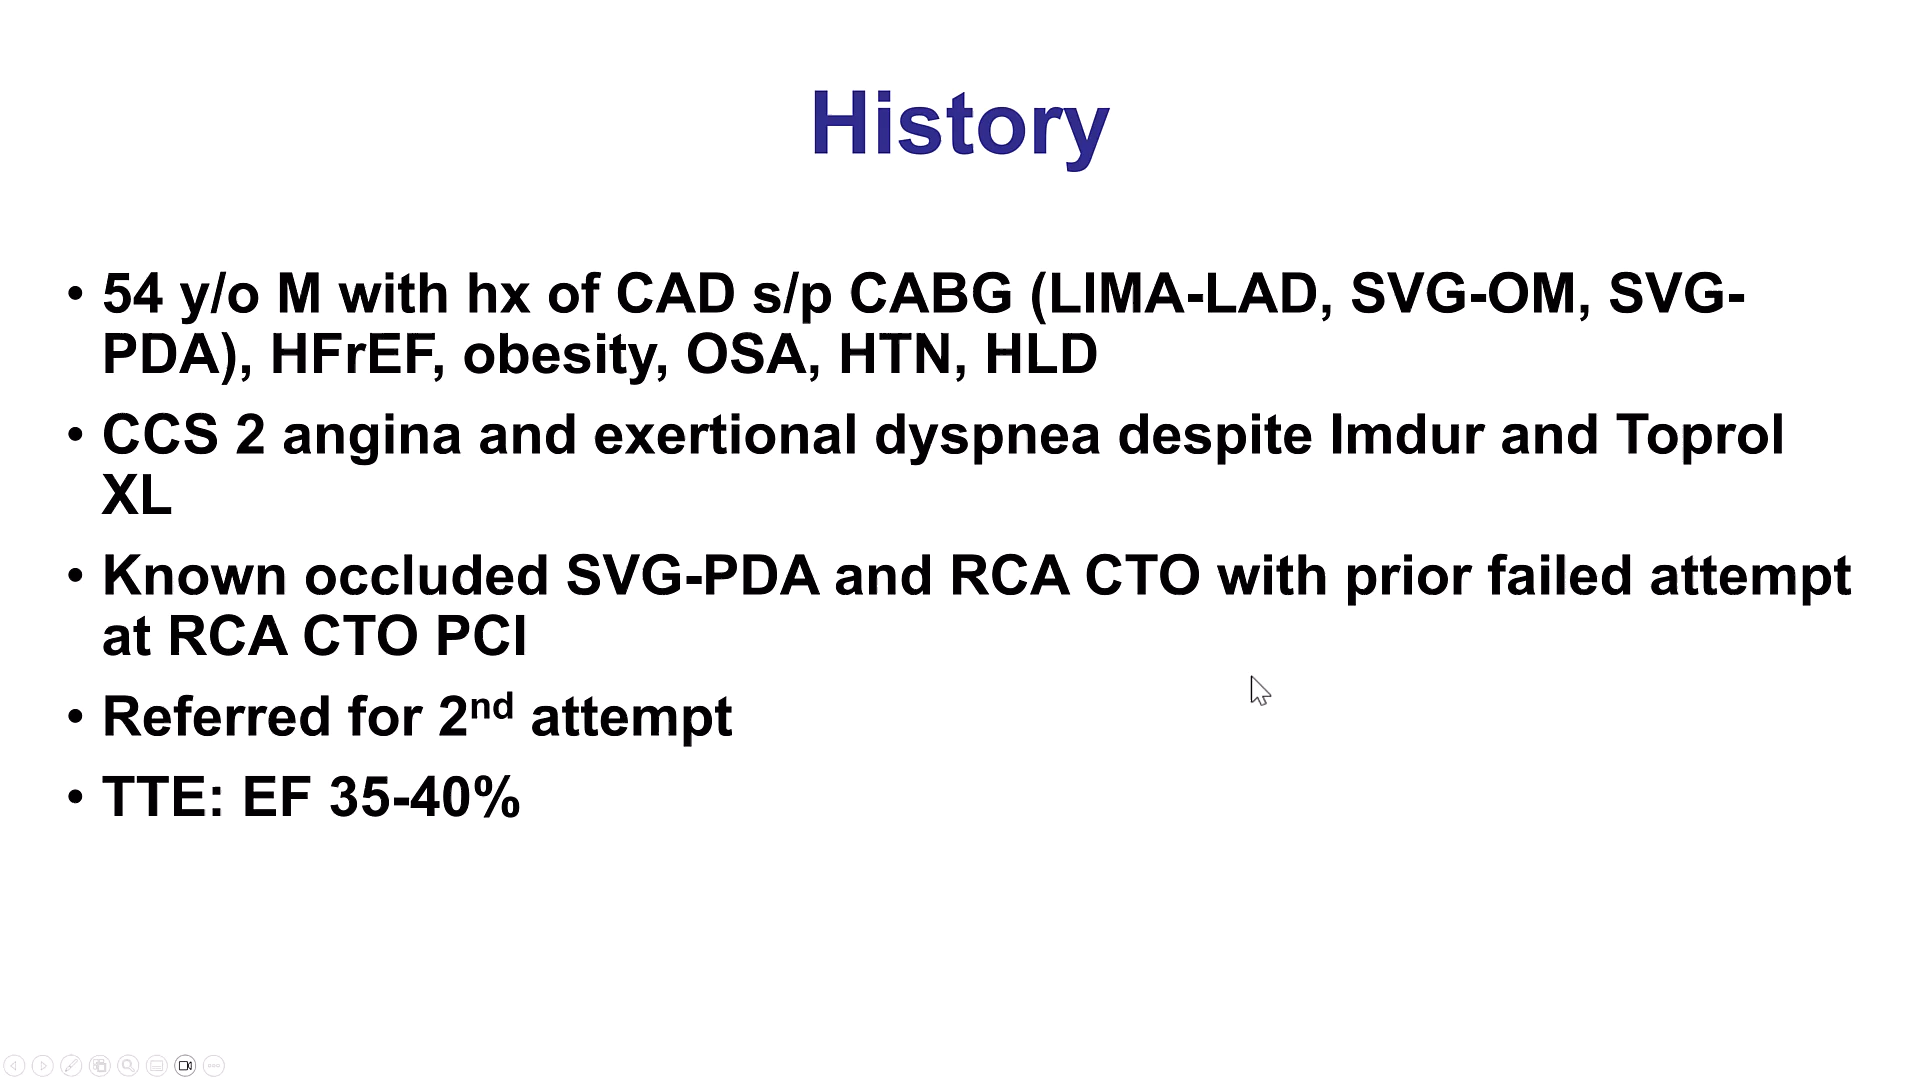 History
• 54 y/o M with hx of CAD s/p CABG (LIMA-LAD, SVG-OM, SVG-
PDA), HFrEF, obesity, OSA, HTN, HLD
• CCS 2 angina and exertional dyspnea despite Imdur and Toprol
XL
• Known occluded SVG-PDA and RCA CTO with prior failed attempt
at RCA CTO PCI
• Referred for 2nd attempt
• TTE: EF 35-40%